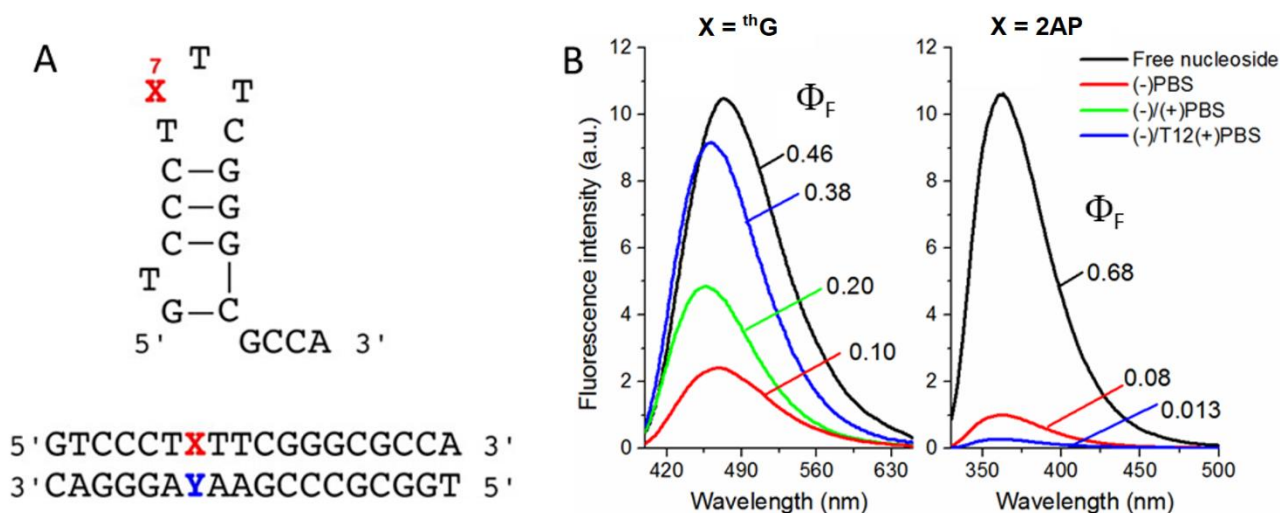 A
T
7
X T
T C
C–G
C–G
C–G
T
G–C
5' GCCA 3'
5'GTCCCTXTTCGGGCGCCA 3'
3'CAGGGAYAAGCCCGCGGT 5'
B
X = thG
Fluorescence intensity (a.u.)
12
10
8
6
4
2
0
ΦF
0.46
0.38
0.20
0.10
420 490 560 630
Wavelength (nm)
X = 2AP
12
10
8
6
4
2
0
Free nucleoside
(-)PBS
(-)/(+)PBS
(-)/T12(+)PBS
ΦF
0.68
0.08
0.013
350 400 450 500
Wavelength (nm)